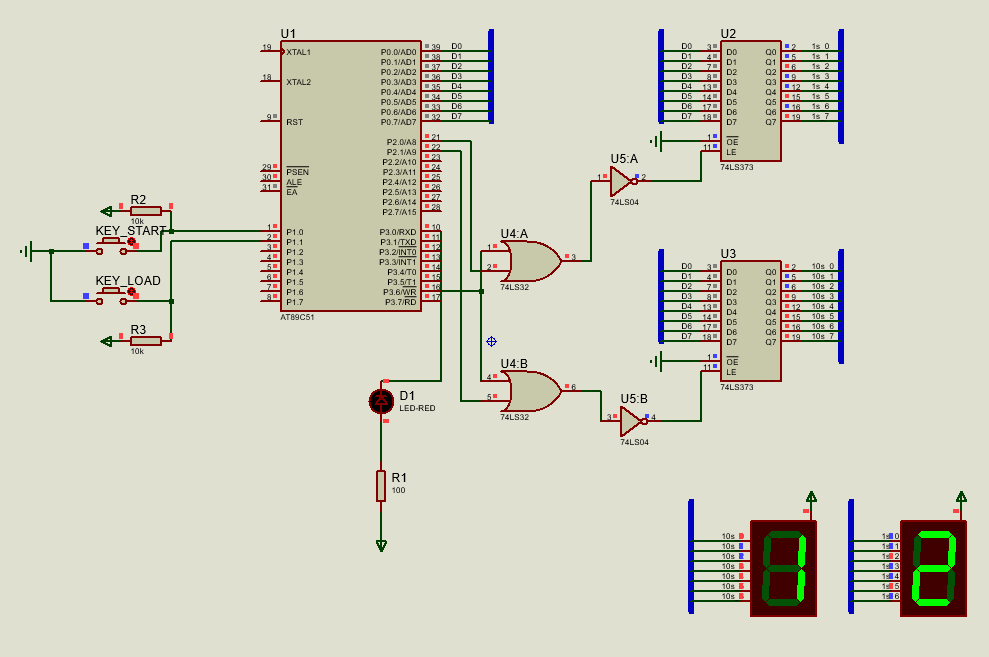 U1
19 XTAL1
18 XTAL2
9 RST
29 PSEN
30 ALE
31 EA
1 P1.0
2 P1.1
3 P1.2
4 P1.3
5 P1.4
6 P1.5
7 P1.6
8 P1.7
P0.0/AD0 39 D0
P0.1/AD1 38 D1
P0.2/AD2 37 D2
P0.3/AD3 36 D3
P0.4/AD4 35 D4
P0.5/AD5 34 D5
P0.6/AD6 33 D6
P0.7/AD7 32 D7
P2.0/A8 21
P2.1/A9 22
P2.2/A10 23
P2.3/A11 24
P2.4/A12 25
P2.5/A13 26
P2.6/A14 27
P2.7/A15 28
P3.0/RXD 10
P3.1/TXD 11
P3.2/INT0 12
P3.3/INT1 13
P3.4/T0 14
P3.5/T1 15
P3.6/WR 16
P3.7/RD 17
AT89C51
R2
10k
KEY_START
KEY_LOAD
R3
10k
D1
LED-RED
R1
100
U4:A
1
2
3
74LS32
U4:B
4
5
6
74LS32
U5:A
1 2
74LS04
U5:B
3 4
74LS04
U2
D0 3 D0 Q0 2 1s 0
D1 4 D1 Q1 5 1s 1
D2 7 D2 Q2 6 1s 2
D3 8 D3 Q3 9 1s 3
D4 13 D4 Q4 12 1s 4
D5 14 D5 Q5 15 1s 5
D6 17 D6 Q6 16 1s 6
D7 18 D7 Q7 19 1s 7
1 OE
11 LE
74LS373
U3
D0 3 D0 Q0 2 10s 0
D1 4 D1 Q1 5 10s 1
D2 7 D2 Q2 6 10s 2
D3 8 D3 Q3 9 10s 3
D4 13 D4 Q4 12 10s 4
D5 14 D5 Q5 15 10s 5
D6 17 D6 Q6 16 10s 6
D7 18 D7 Q7 19 10s 7
1 OE
11 LE
74LS373
10s
10s
10s
10s
10s
10s
10s
1
1s 0
1s 1
1s 2
1s 3
1s 4
1s 5
1s 6
2